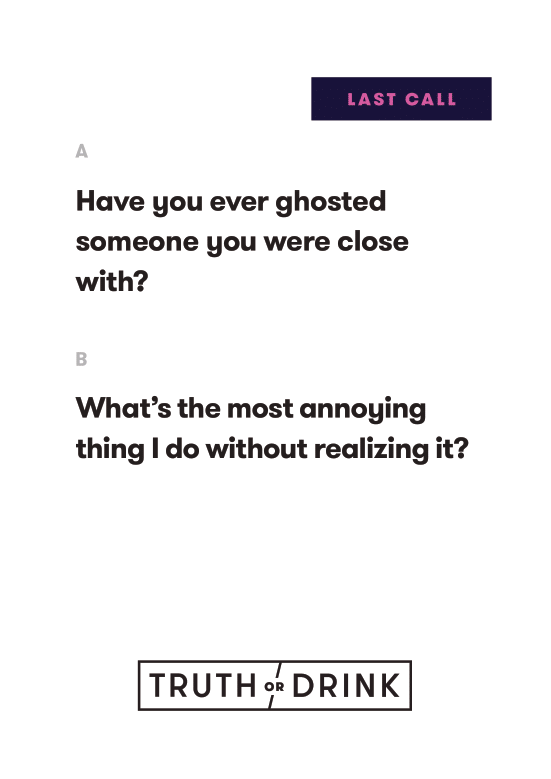 LAST CALL
A
Have you ever ghosted
someone you were close
with?
B
What's the most annoying
thing I do without realizing it?
TRUTH OR DRINK